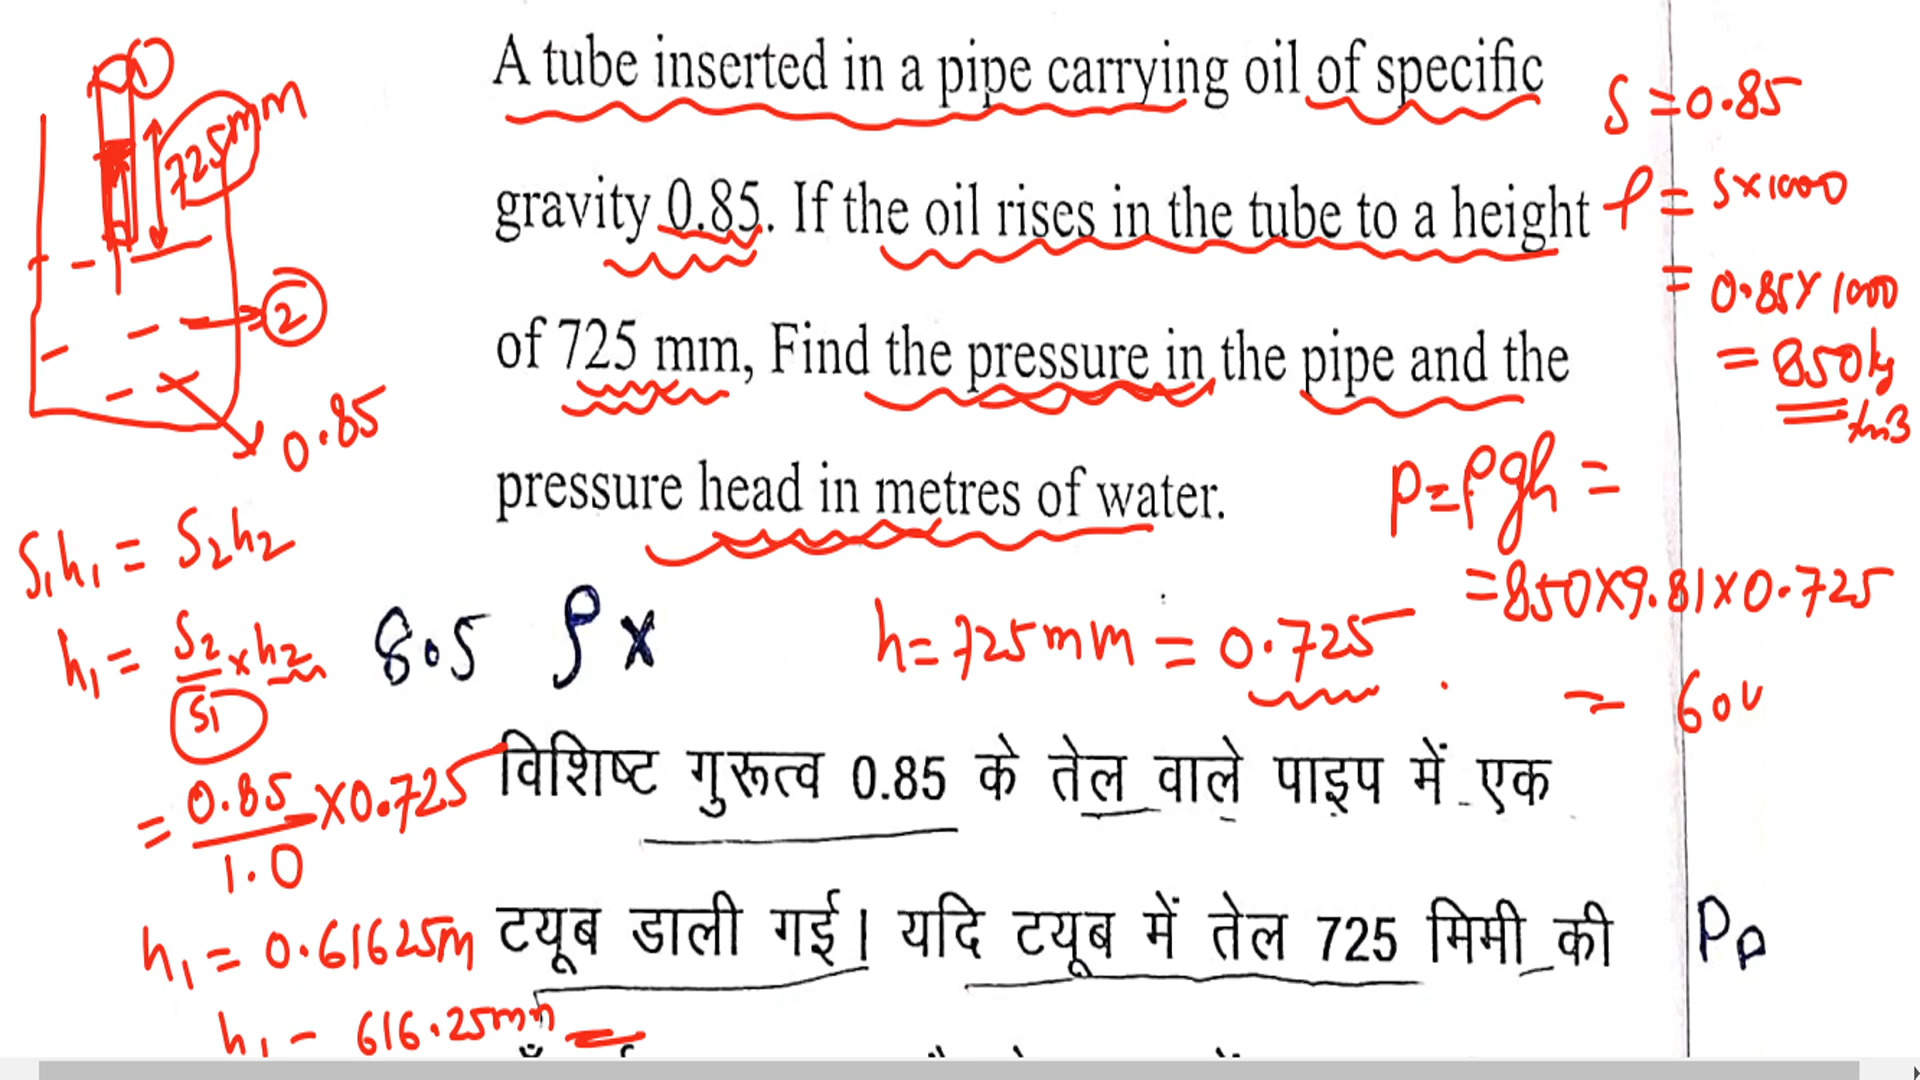 A tube inserted in a pipe carrying oil of specific
gravity 0.85. If the oil rises in the tube to a height
of 725 mm, Find the pressure in the pipe and the
pressure head in metres of water.
विशिष्ट गुरूत्व 0.85 के तेल वाले पाइप में एक
टयूब डाली गई। यदि टयूब में तेल 725 मिमी की
1
725mm
2
0.85
S = 0.85
ρ = S×1000
= 0.85×1000
= 850 kg/m3
P = ρgh =
= 850×9.81×0.725
h = 725mm = 0.725
S1h1 = S2h2
h1 = S2/S1 × h2
= 0.85/1.0 ×0.725
h1 = 0.61625m
h1 - 616.25mm
8.5 ρ x